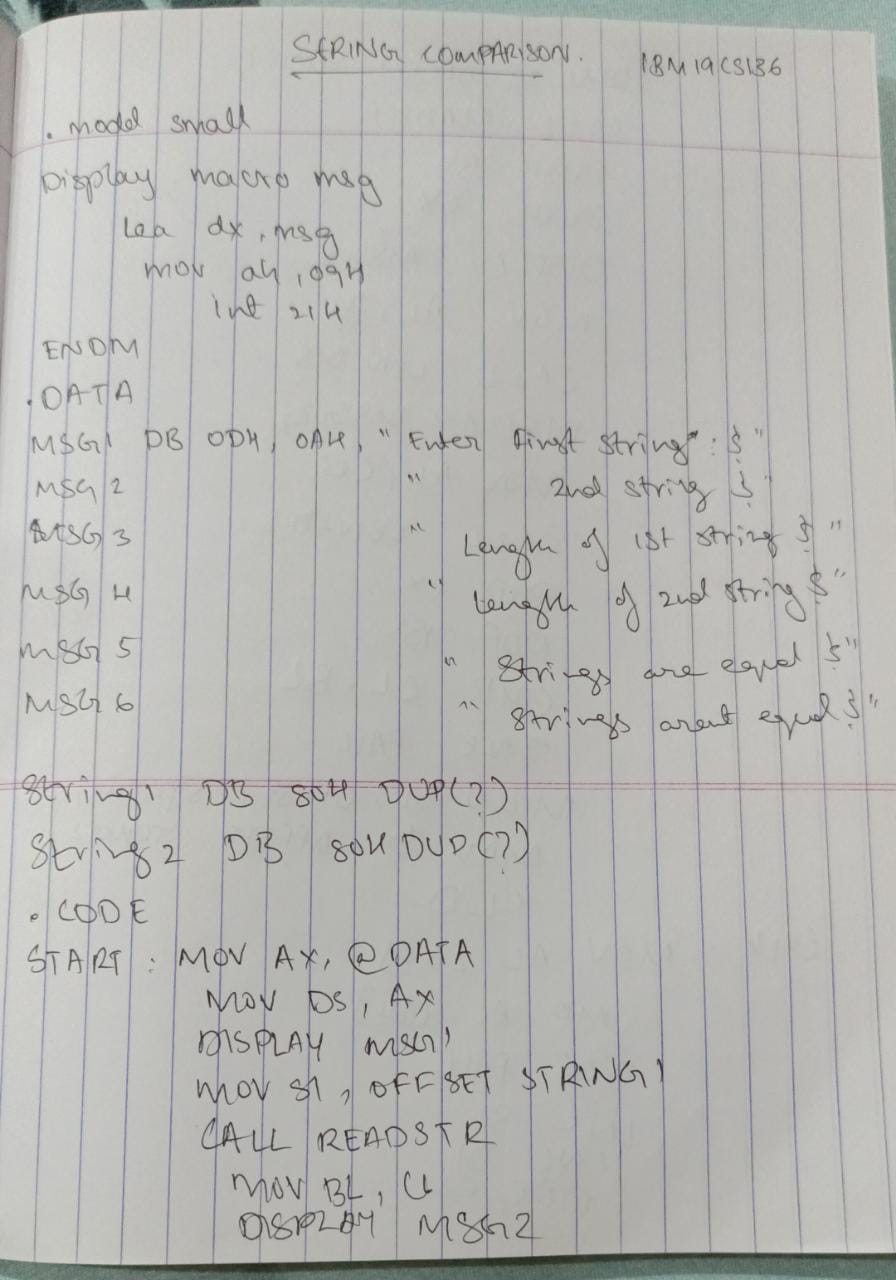 STRING COMPARISON. 1BM19CS136
. model small
Display macro msg
Lea dx, msg
mov ah, 09H
int 21H
ENDM
.DATA
MSG1 DB 0DH, 0AH, " Enter First String : $ "
MSG 2 " 2nd string $ "
MSG 3 " Length of 1st string $ "
MSG 4 " Length of 2nd String $ "
MSG 5 " Strings are equal $ "
MSG 6 " Strings arent equal $ "
String1 DB 80H DUP(?)
String 2 DB 80H DUP(?)
. CODE
START : MOV AX, @DATA
MOV DS, AX
DISPLAY MSG1
MOV SI, OFFSET STRING1
CALL READSTR
MOV BL, CL
DISPLAY MSG2